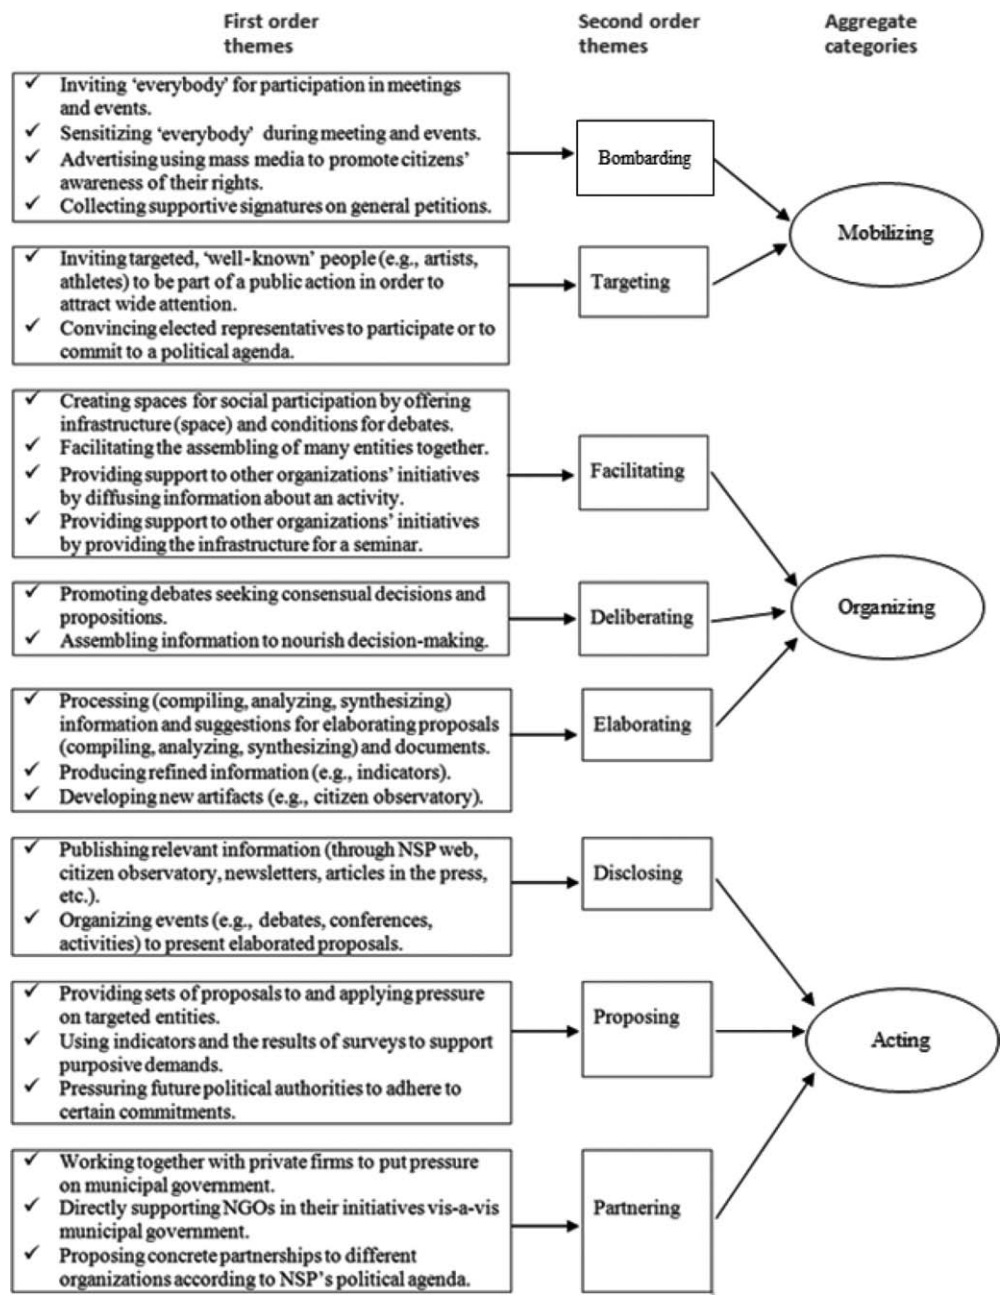 First order
themes
Second order
themes
Aggregate
categories
✓ Inviting ‘everybody’ for participation in meetings
and events.
✓ Sensitizing ‘everybody’ during meeting and events.
✓ Advertising using mass media to promote citizens’
awareness of their rights.
✓ Collecting supportive signatures on general petitions.
Bombarding
Mobilizing
✓ Inviting targeted, ‘well-known’ people (e.g., artists,
athletes) to be part of a public action in order to
attract wide attention.
✓ Convincing elected representatives to participate or to
commit to a political agenda.
Targeting
✓ Creating spaces for social participation by offering
infrastructure (space) and conditions for debates.
✓ Facilitating the assembling of many entities together.
✓ Providing support to other organizations’ initiatives
by diffusing information about an activity.
✓ Providing support to other organizations’ initiatives
by providing the infrastructure for a seminar.
Facilitating
✓ Promoting debates seeking consensual decisions and
propositions.
✓ Assembling information to nourish decision-making.
Deliberating
Organizing
✓ Processing (compiling, analyzing, synthesizing)
information and suggestions for elaborating proposals
(compiling, analyzing, synthesizing) and documents.
✓ Producing refined information (e.g., indicators).
✓ Developing new artifacts (e.g., citizen observatory).
Elaborating
✓ Publishing relevant information (through NSP web,
citizen observatory, newsletters, articles in the press,
etc.).
✓ Organizing events (e.g., debates, conferences,
activities) to present elaborated proposals.
Disclosing
✓ Providing sets of proposals to and applying pressure
on targeted entities.
✓ Using indicators and the results of surveys to support
purposive demands.
✓ Pressuring future political authorities to adhere to
certain commitments.
Proposing
Acting
✓ Working together with private firms to put pressure
on municipal government.
✓ Directly supporting NGOs in their initiatives vis-a-vis
municipal government.
✓ Proposing concrete partnerships to different
organizations according to NSP’s political agenda.
Partnering